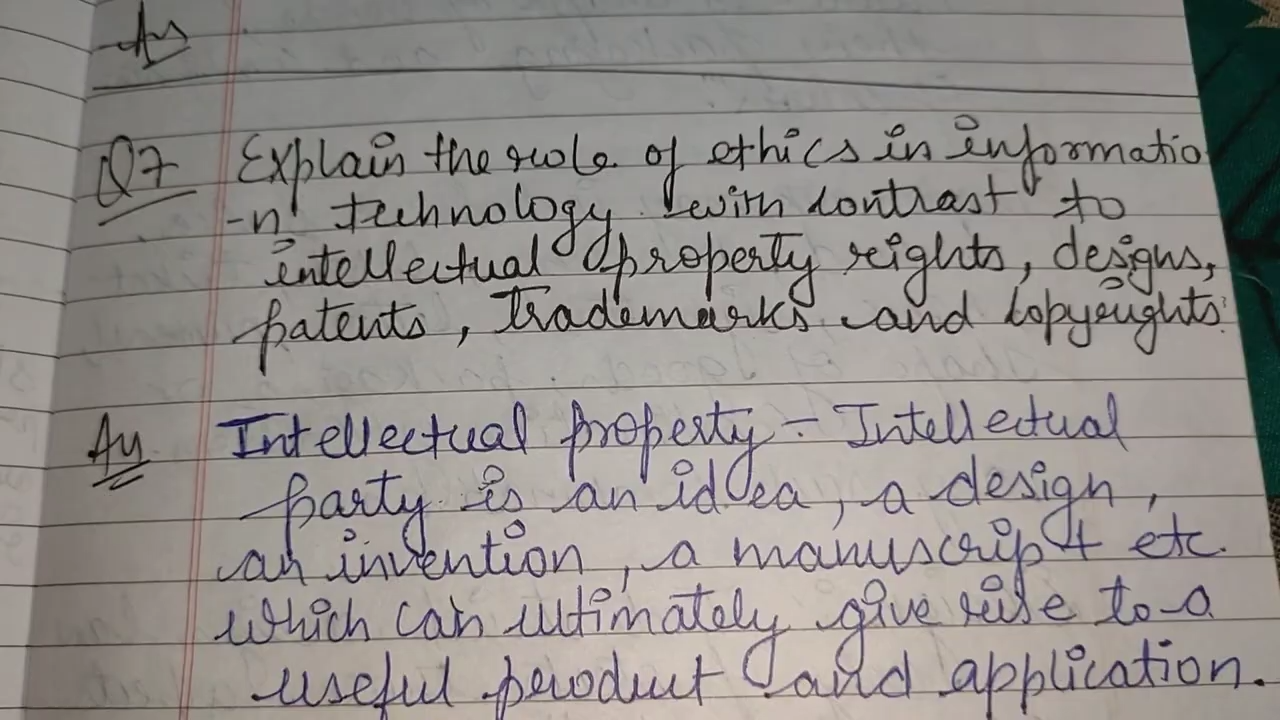 Ans
Q7 Explain the role of ethics in informatio
-n technology with contrast to
intellectual property rights, designs,
patents, trademarks and copyrights.
Ans Intellectual property - Intellectual
party is an idea, a design,
an invention, a manuscript etc.
which can ultimately give rise to a
useful product and application.